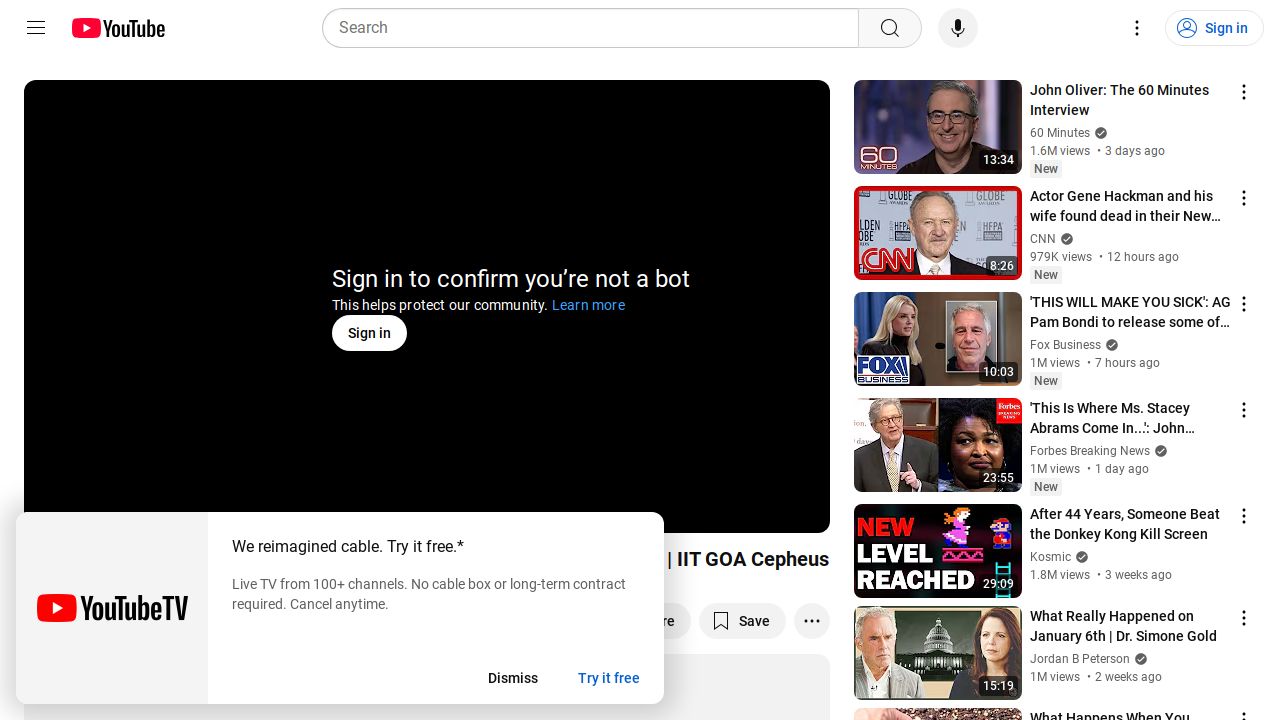 YouTube
Search
Sign in
Sign in to confirm you’re not a bot
This helps protect our community. Learn more
Sign in
| IIT GOA Cepheus
re
Save
We reimagined cable. Try it free.*
Live TV from 100+ channels. No cable box or long-term contract
required. Cancel anytime.
YouTubeTV
Dismiss
Try it free
60
MINUTES
13:34
John Oliver: The 60 Minutes
Interview
60 Minutes
1.6M views • 3 days ago
New
CNN
8:26
Actor Gene Hackman and his
wife found dead in their New…
CNN
979K views • 12 hours ago
New
FOX
BUSINESS
10:03
'THIS WILL MAKE YOU SICK': AG
Pam Bondi to release some of…
Fox Business
1M views • 7 hours ago
New
Forbes
BREAKING NEWS
23:55
'This Is Where Ms. Stacey
Abrams Come In...': John…
Forbes Breaking News
1M views • 1 day ago
New
NEW
LEVEL
REACHED
29:09
After 44 Years, Someone Beat
the Donkey Kong Kill Screen
Kosmic
1.8M views • 3 weeks ago
15:19
What Really Happened on
January 6th | Dr. Simone Gold
Jordan B Peterson
1M views • 2 weeks ago
What Happens When You